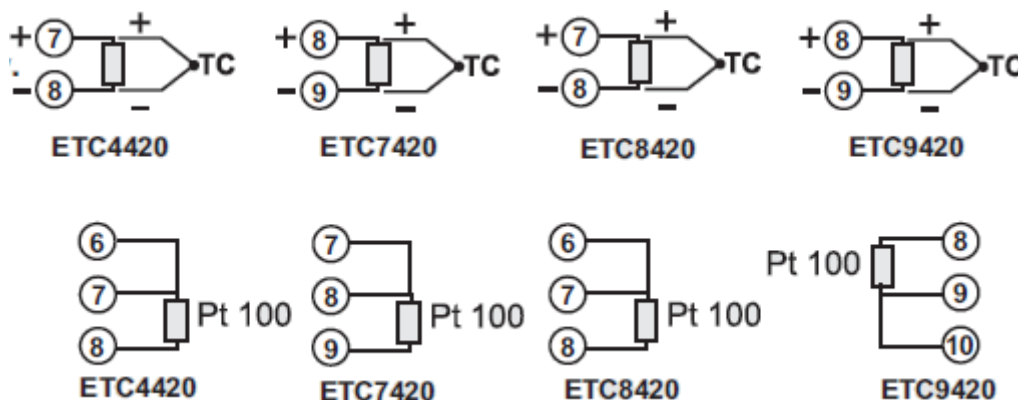 + 7 + TC
- 8 -
ETC4420
+ 8 + TC
- 9 -
ETC7420
+ 7 + TC
- 8 -
ETC8420
+ 8 + TC
- 9 -
ETC9420
6
7
8
Pt 100
ETC4420
7
8
9
Pt 100
ETC7420
6
7
8
Pt 100
ETC8420
Pt 100
8
9
10
ETC9420